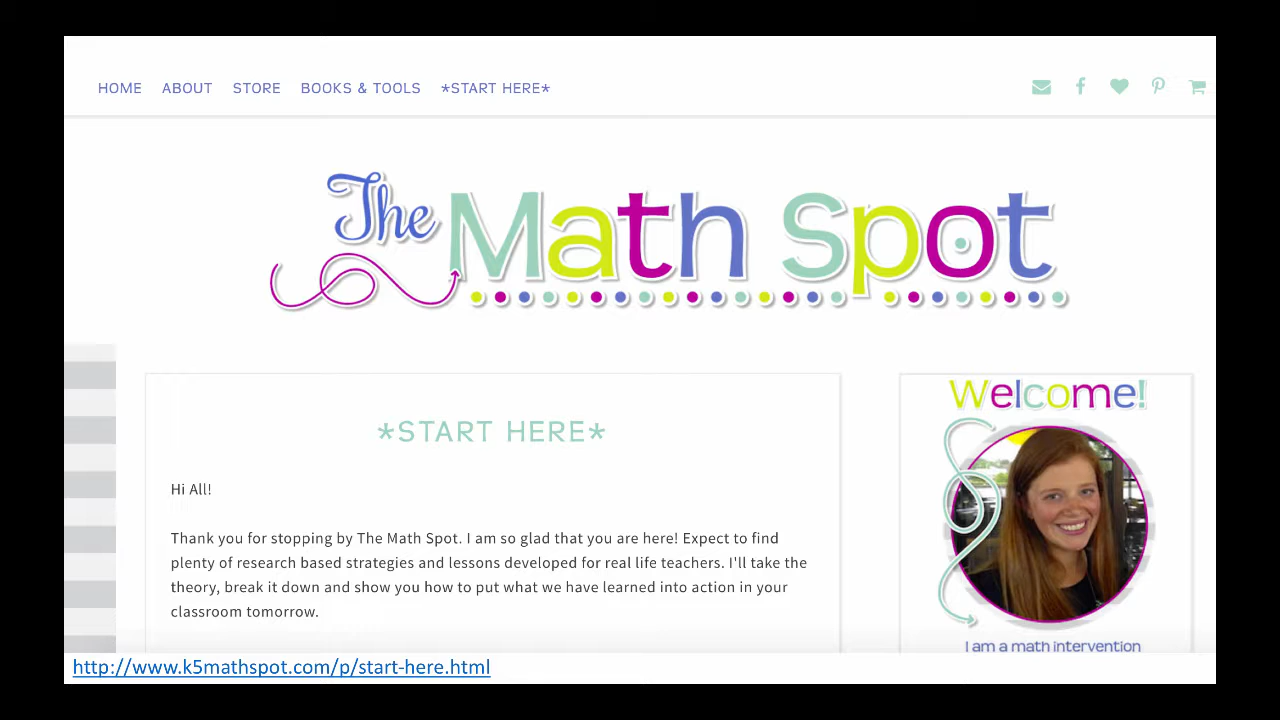 HOME ABOUT STORE BOOKS & TOOLS *START HERE*
The Math Spot
*START HERE*
Hi All!
Thank you for stopping by The Math Spot. I am so glad that you are here! Expect to find
plenty of research based strategies and lessons developed for real life teachers. I'll take the
theory, break it down and show you how to put what we have learned into action in your
classroom tomorrow.
Welcome!
I am a math intervention
http://www.k5mathspot.com/p/start-here.html